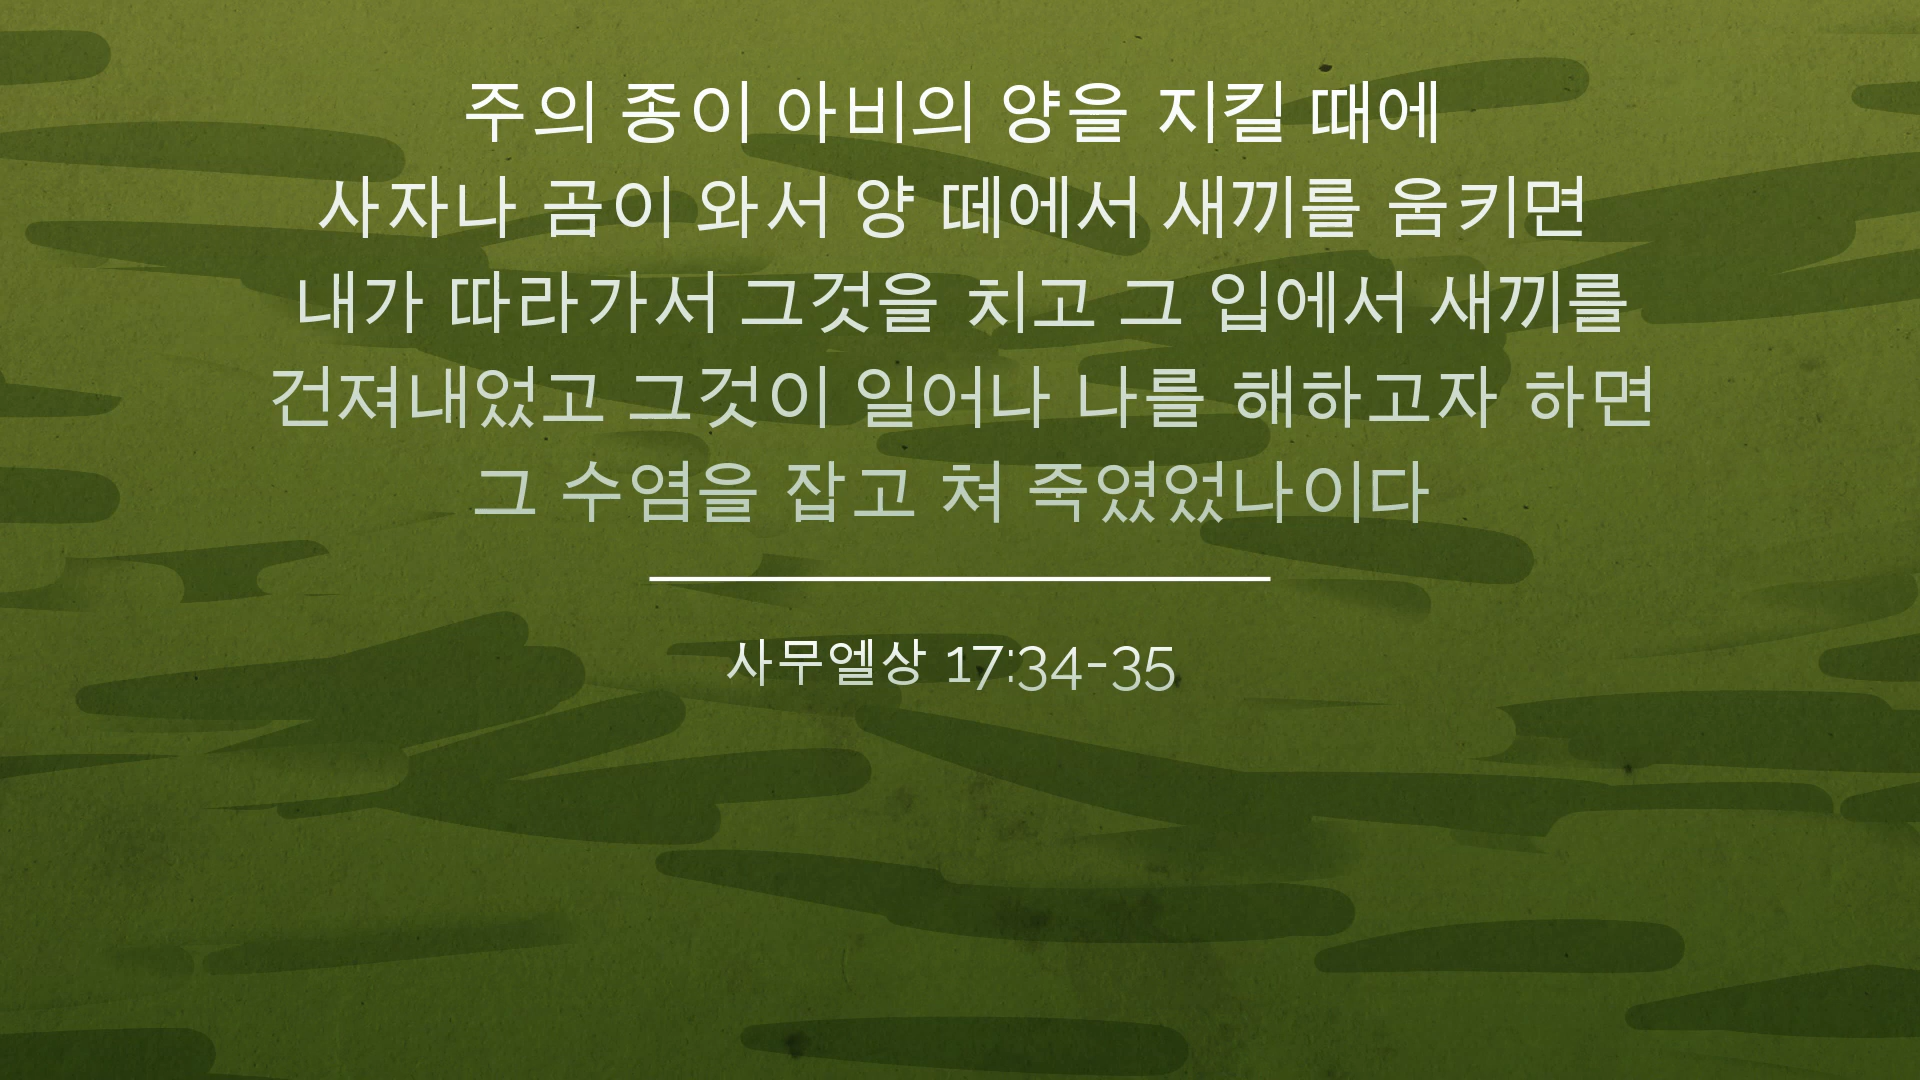 주의 종이 아비의 양을 지킬 때에
사자나 곰이 와서 양 떼에서 새끼를 움키면
내가 따라가서 그것을 치고 그 입에서 새끼를
건져내었고 그것이 일어나 나를 해하고자 하면
그 수염을 잡고 쳐 죽였었나이다
사무엘상 17:34-35